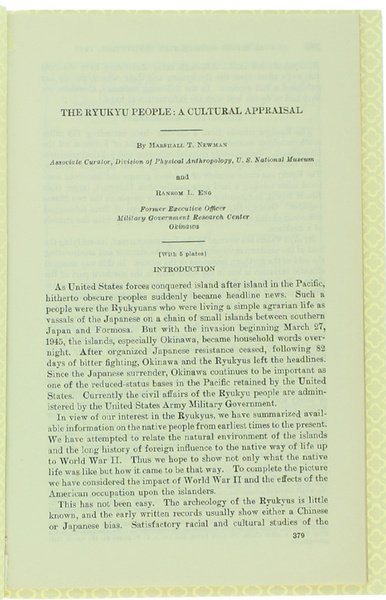 THE RYUKYU PEOPLE: A CULTURAL APPRAISAL
By Marshall T. Newman
Associate Curator, Division of Physical Anthropology, U. S. National Museum
and
Ransom L. Eng
Former Executive Officer
Military Government Research Center
Okinawa
[With 5 plates]
INTRODUCTION
As United States forces conquered island after island in the Pacific,
hitherto obscure peoples suddenly became headline news. Such a
people were the Ryukyuans who were living a simple agrarian life as
vassals of the Japanese on a chain of small islands between southern
Japan and Formosa. But with the invasion beginning March 27,
1945, the islands, especially Okinawa, became household words over-
night. After organized Japanese resistance ceased, following 82
days of bitter fighting, Okinawa and the Ryukyus left the headlines.
Since the Japanese surrender, Okinawa continues to be important as
one of the reduced-status bases in the Pacific retained by the United
States. Currently the civil affairs of the Ryukyu people are admin-
istered by the United States Army Military Government.
In view of our interest in the Ryukyus, we have summarized avail-
able information on the native people from earliest times to the present.
We have attempted to relate the natural environment of the islands
and the long history of foreign influence to the native way of life up
to World War II. Thus we hope to show not only what the native
life was like but how it came to be that way. To complete the picture
we have considered the impact of World War II and the effects of the
American occupation upon the islanders.
This has not been easy. The archeology of the Ryukyus is little
known, and the early written records usually show either a Chinese
or Japanese bias. Satisfactory racial and cultural studies of the
379